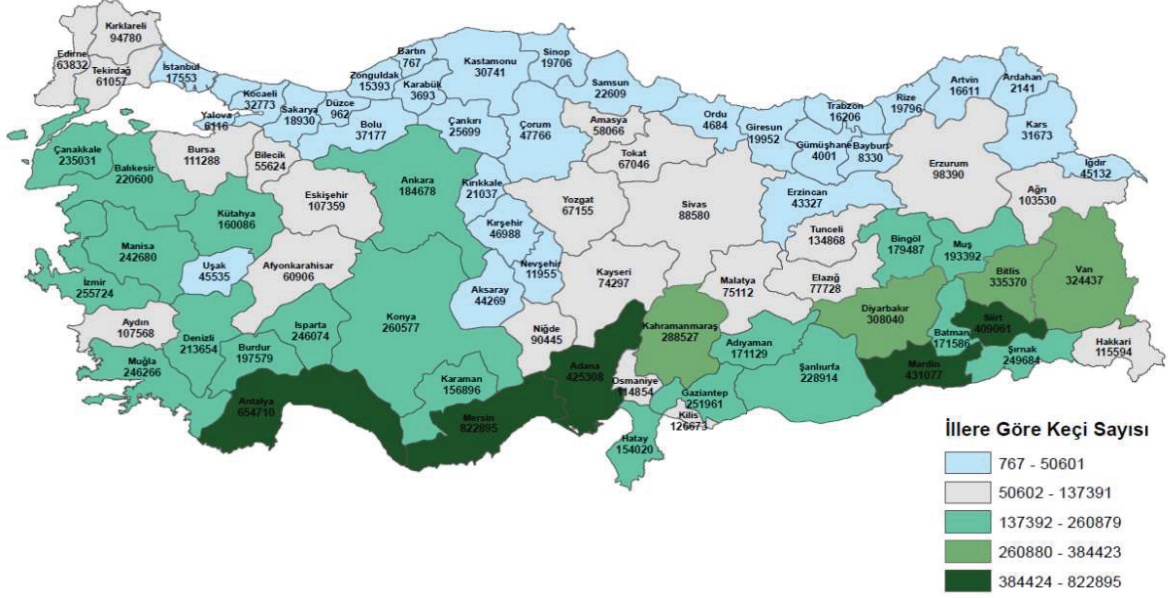 Kırklareli
94780
Edirne
63832
Tekirdağ
61057
İstanbul
17553
Kocaeli
32773
Yalova
6116
Sakarya
18930
Düzce
962
Zonguldak
15393
Bartın
767
Karabük
3693
Kastamonu
30741
Sinop
19706
Samsun
22609
Bolu
37177
Çankırı
25699
Çorum
47766
Amasya
58066
Tokat
67046
Ordu
4684
Giresun
19952
Trabzon
16206
Gümüşhane
4001
Bayburt
8330
Rize
19796
Artvin
16611
Ardahan
2141
Kars
31673
Iğdır
45132
Ağrı
103530
Erzurum
98390
Erzincan
43327
Çanakkale
235031
Balıkesir
220600
Bursa
111288
Bilecik
55624
Eskişehir
107359
Ankara
184678
Kırıkkale
21037
Kırşehir
46988
Yozgat
67155
Sivas
88580
Tunceli
134868
Bingöl
179487
Muş
193392
Bitlis
335370
Van
324437
Kütahya
160086
Manisa
242680
Uşak
45535
Afyonkarahisar
60906
İzmir
255724
Aydın
107568
Denizli
213654
Muğla
246266
Burdur
197579
Isparta
246074
Konya
260577
Aksaray
44269
Nevşehir
11955
Niğde
90445
Kayseri
74297
Malatya
75112
Elazığ
77728
Diyarbakır
308040
Batman
171586
Siirt
409061
Şırnak
249684
Hakkari
115594
Mardin
431077
Şanlıurfa
228914
Adıyaman
171129
Kahramanmaraş
288527
Gaziantep
251961
Kilis
126673
Osmaniye
114854
Hatay
154020
Adana
425308
Mersin
822895
Karaman
156896
Antalya
654710
İllere Göre Keçi Sayısı
767 - 50601
50602 - 137391
137392 - 260879
260880 - 384423
384424 - 822895